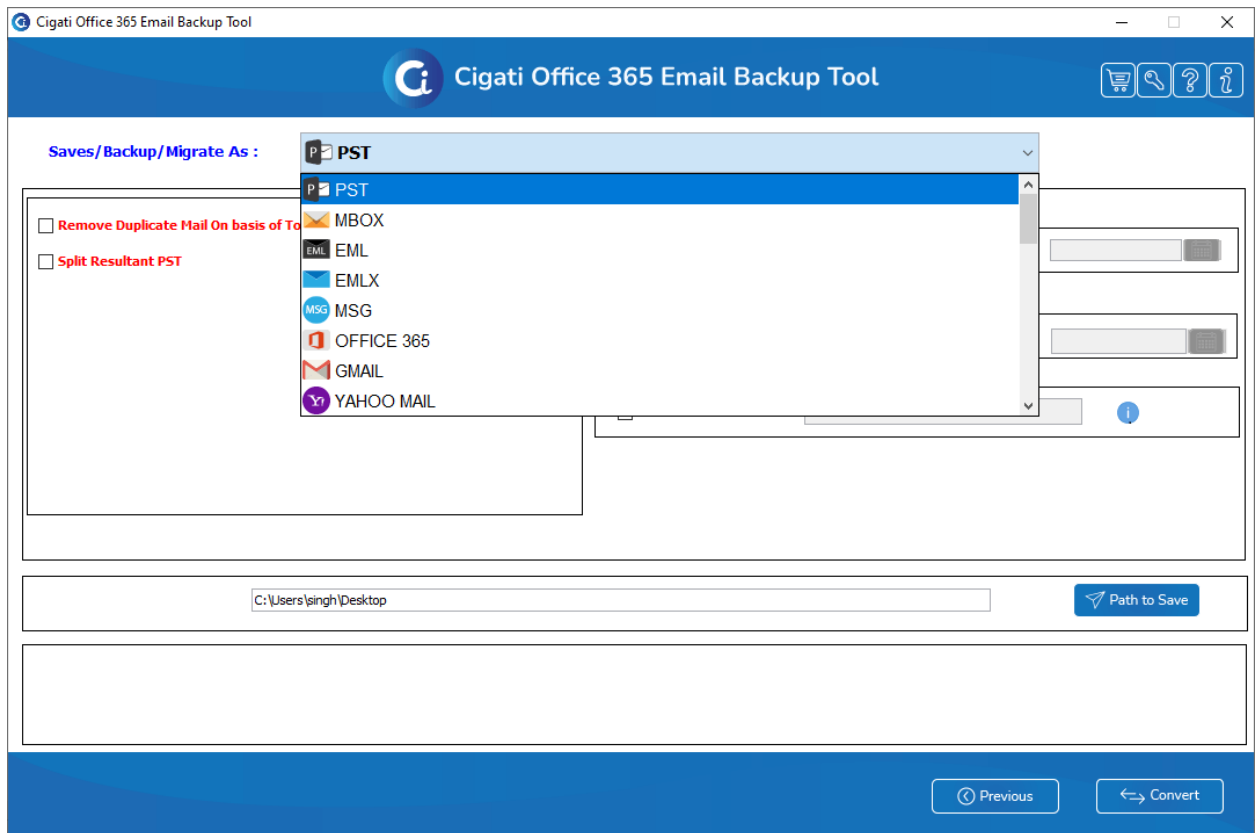 Cigati Office 365 Email Backup Tool
Cigati Office 365 Email Backup Tool
Saves/Backup/Migrate As :
PST
PST
MBOX
EML
EMLX
MSG
OFFICE 365
GMAIL
YAHOO MAIL
Remove Duplicate Mail On basis of To
Split Resultant PST
C:\Users\singh\Desktop
Path to Save
Previous
Convert